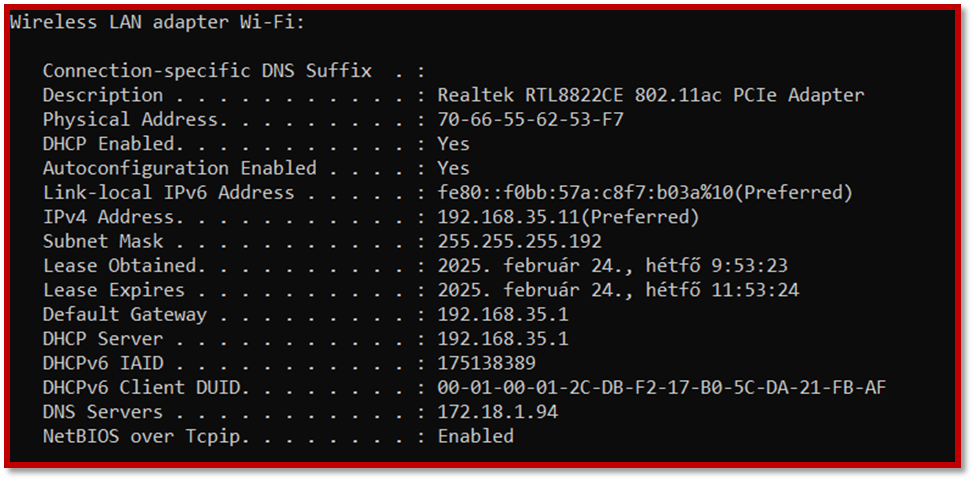 Wireless LAN adapter Wi-Fi:
Connection-specific DNS Suffix  . :
Description . . . . . . . . . . . : Realtek RTL8822CE 802.11ac PCIe Adapter
Physical Address. . . . . . . . . : 70-66-55-62-53-F7
DHCP Enabled. . . . . . . . . . . : Yes
Autoconfiguration Enabled . . . . : Yes
Link-local IPv6 Address . . . . . : fe80::f0bb:57a:c8f7:b03a%10(Preferred)
IPv4 Address. . . . . . . . . . . : 192.168.35.11(Preferred)
Subnet Mask . . . . . . . . . . . : 255.255.255.192
Lease Obtained. . . . . . . . . . : 2025. február 24., hétfő 9:53:23
Lease Expires . . . . . . . . . . : 2025. február 24., hétfő 11:53:24
Default Gateway . . . . . . . . . : 192.168.35.1
DHCP Server . . . . . . . . . . . : 192.168.35.1
DHCPv6 IAID . . . . . . . . . . . : 175138389
DHCPv6 Client DUID. . . . . . . . : 00-01-00-01-2C-DB-F2-17-B0-5C-DA-21-FB-AF
DNS Servers . . . . . . . . . . . : 172.18.1.94
NetBIOS over Tcpip. . . . . . . . : Enabled